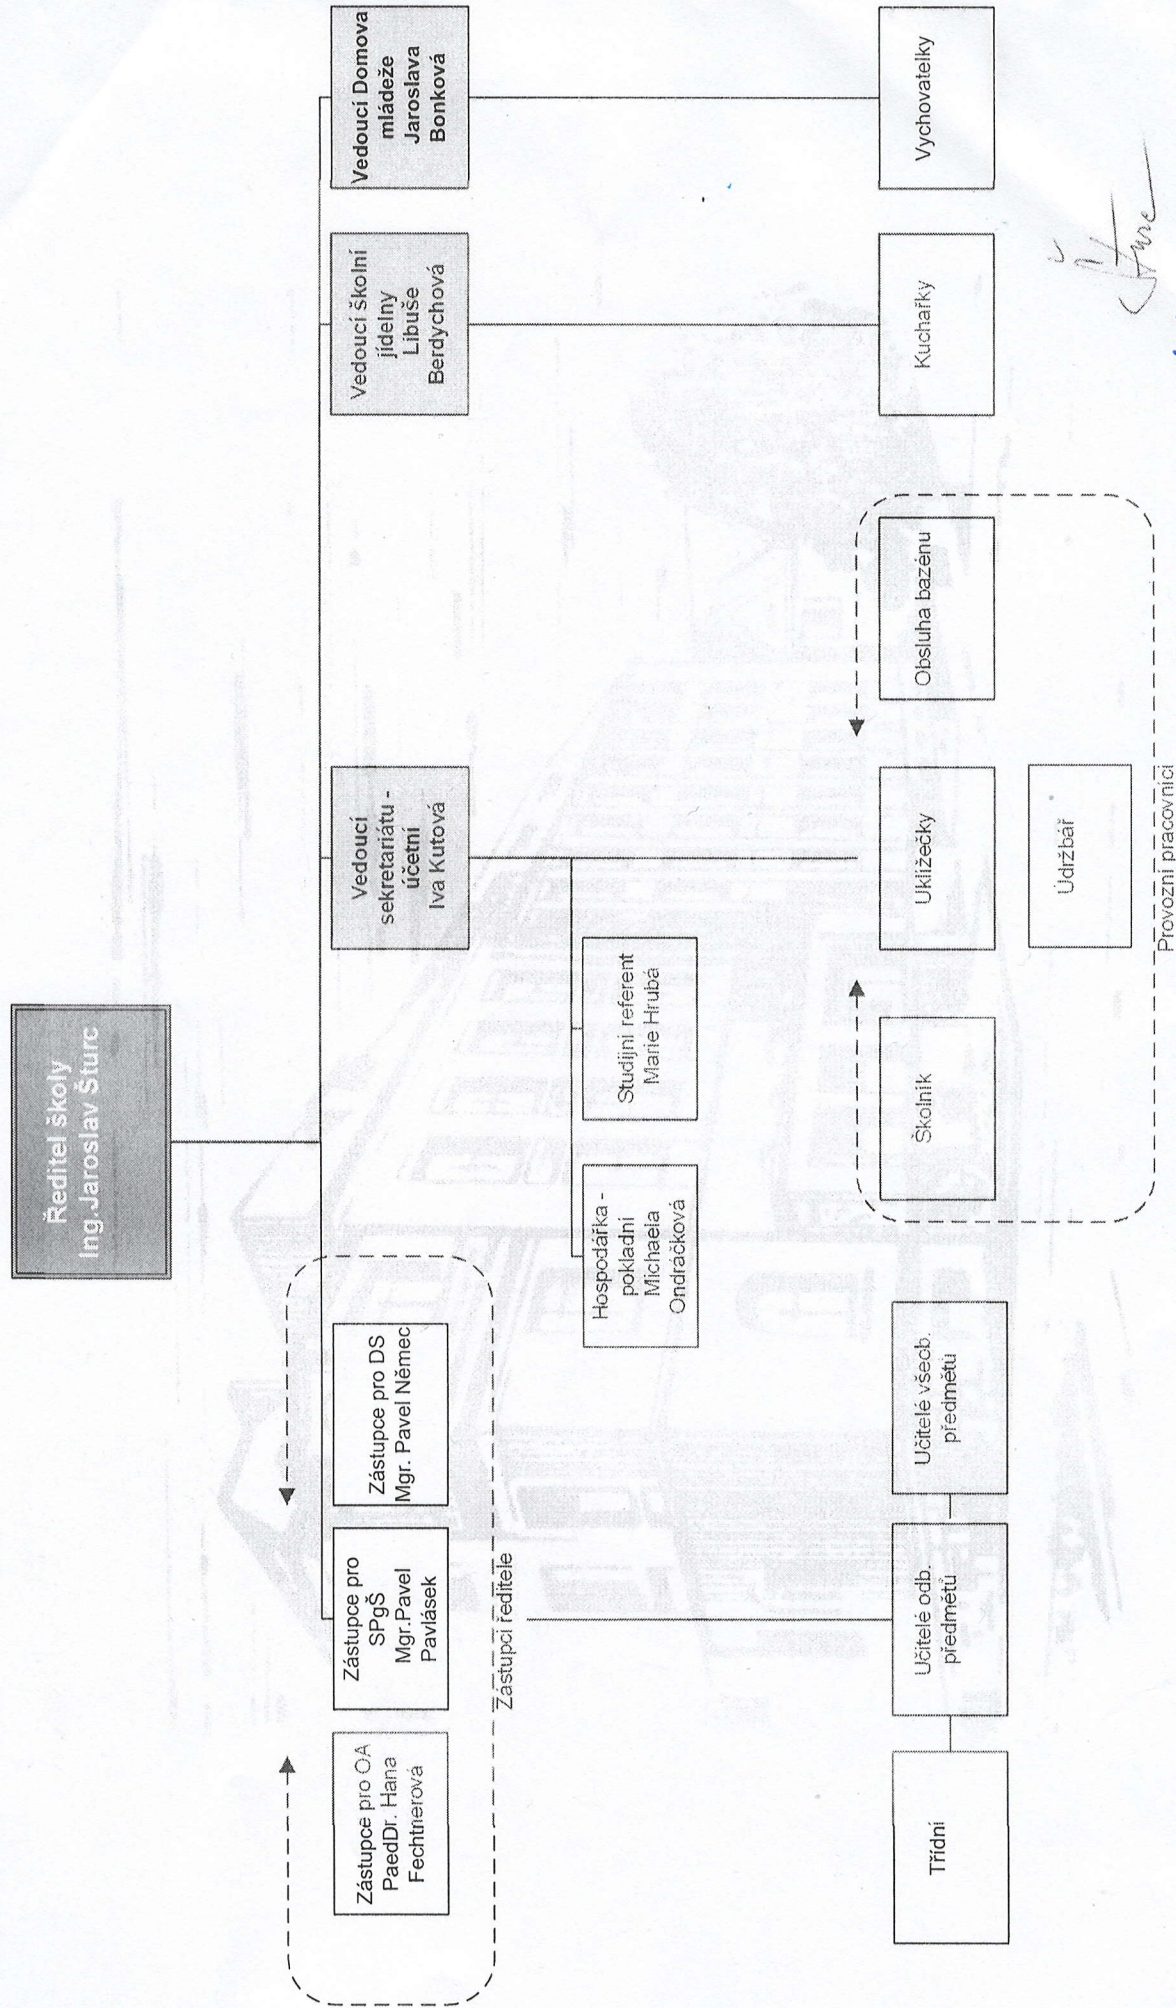 Ředitel školy
Ing.Jaroslav Šturc
Zástupce pro OA
PaedDr. Hana
Fechtnerová
Zástupce pro
SPgŠ
Mgr.Pavel
Pavlásek
Zástupce pro DS
Mgr. Pavel Němec
Zástupci ředitele
Vedoucí
sekretariátu -
účetní
Iva Kutová
Vedoucí školní
jídelny
Libuše
Berdychová
Vedoucí Domova
mládeže
Jaroslava
Bonková
Hospodářka -
pokladní
Michaela
Ondráčková
Studijní referent
Marie Hrubá
Třídní
Učitelé odb.
předmětů
Učitelé všeob.
předmětu
Školník
Uklížečky
Obsluha bazénu
Údržbář
Provozní pracovníci
Kuchařky
Vychovatelky
Šturc